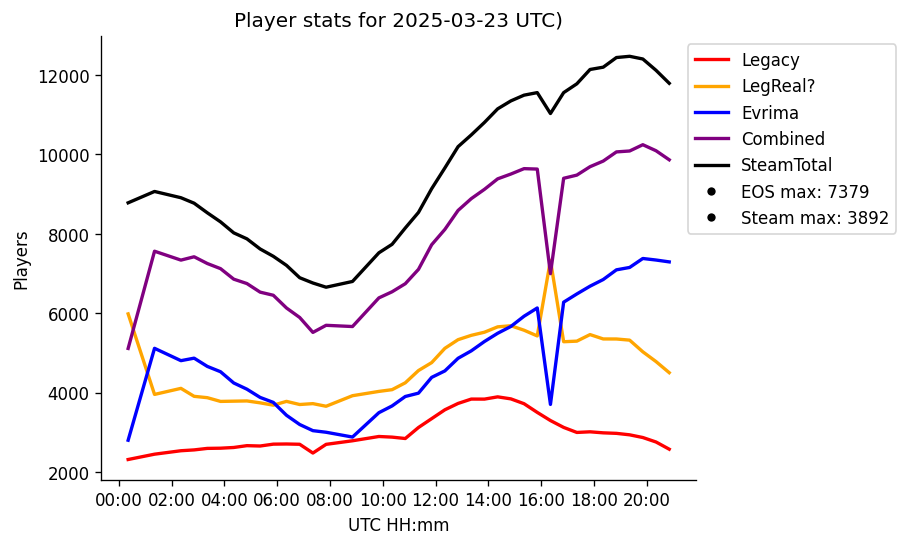 Player stats for 2025-03-23 UTC)
12000
10000
8000
6000
4000
2000
Players
00:00 02:00 04:00 06:00 08:00 10:00 12:00 14:00 16:00 18:00 20:00
UTC HH:mm
Legacy
LegReal?
Evrima
Combined
SteamTotal
EOS max: 7379
Steam max: 3892